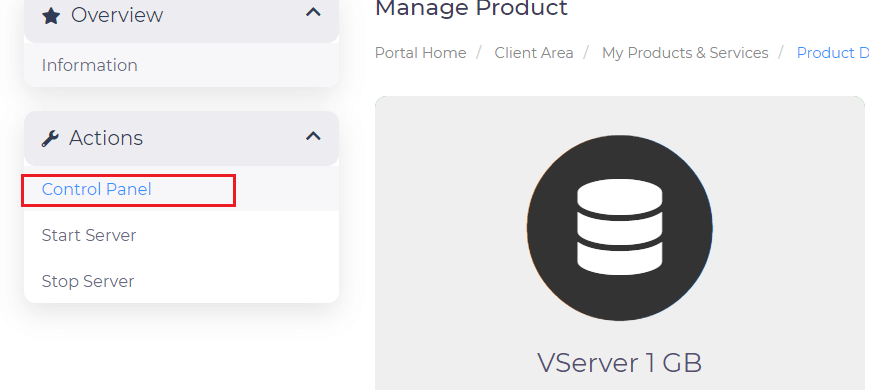 Overview
Information
Actions
Control Panel
Start Server
Stop Server
Manage Product
Portal Home / Client Area / My Products & Services / Product D
VServer 1 GB